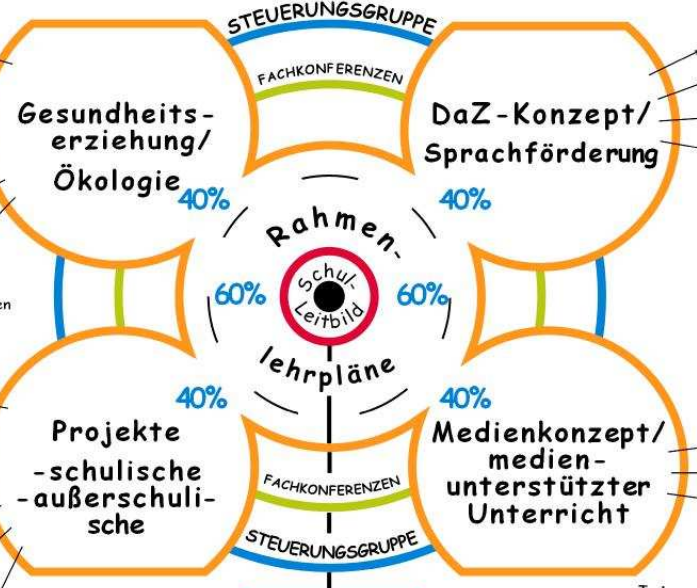 STEUERUNGSGRUPPE
FACHKONFERENZEN
Gesundheits-
erziehung/
Ökologie
40%
DaZ-Konzept/
Sprachförderung
40%
Rahmen-
60%
Schul-
Leitbild
60%
lehrpläne
en
40%
Projekte
-schulische
-außerschuli-
sche
40%
Medienkonzept/
medien-
unterstützter
Unterricht
FACHKONFERENZEN
STEUERUNGSGRUPPE